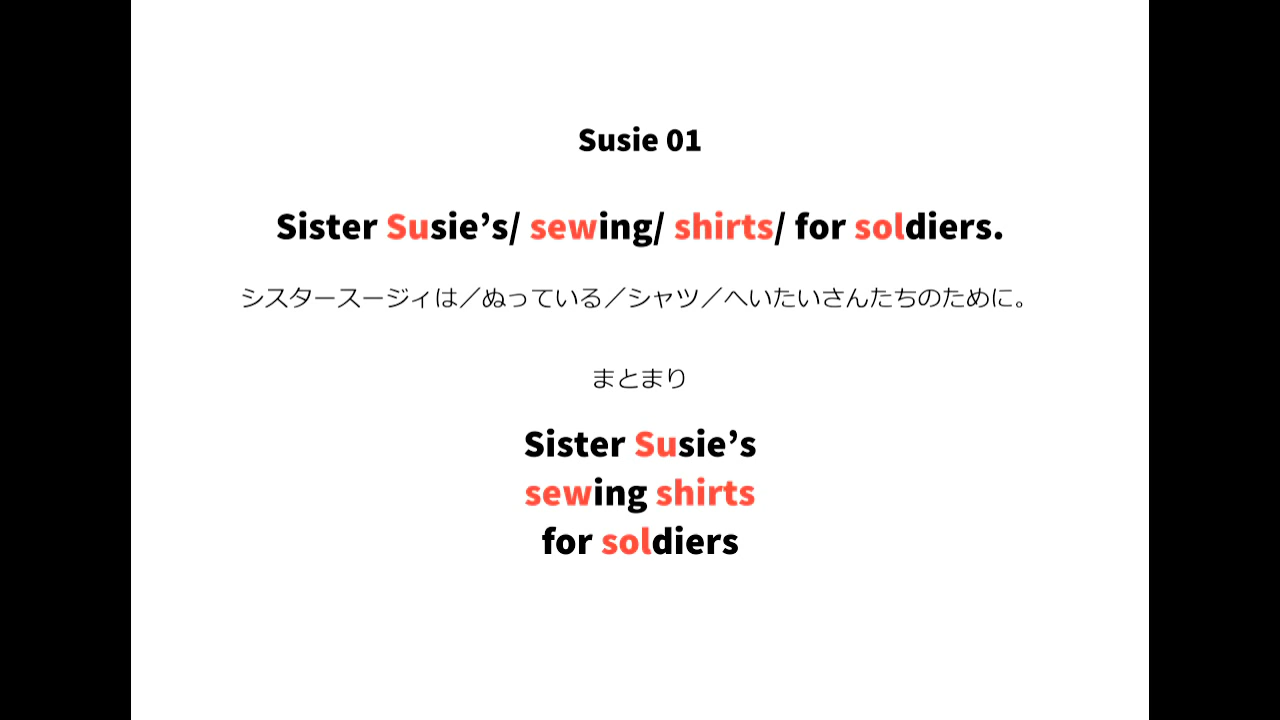 Susie 01
Sister Susie’s/ sewing/ shirts/ for soldiers.
シスタースージィは／ぬっている／シャツ／へいたいさんたちのために。
まとまり
Sister Susie’s
sewing shirts
for soldiers